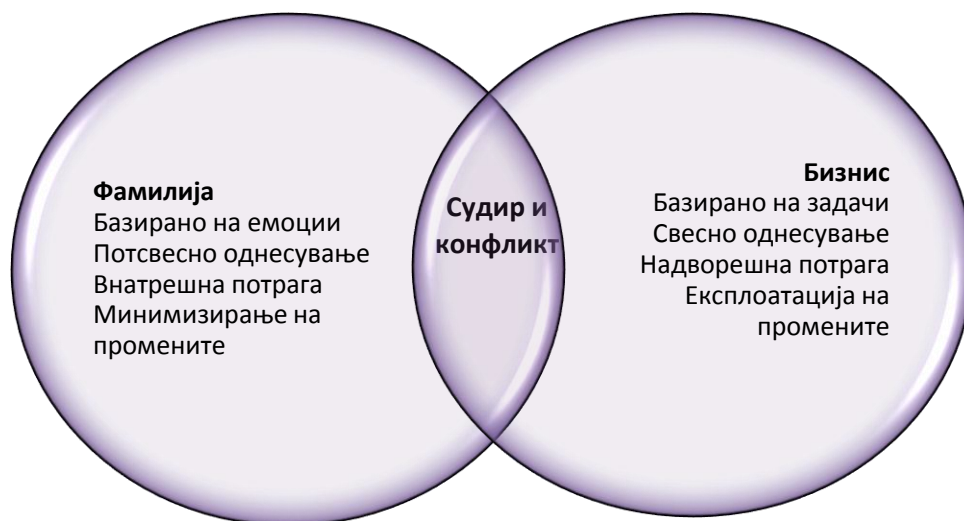 Фамилија
Базирано на емоции
Потсвесно однесување
Внатрешна потрага
Минимизирање на
промените
Судир и
конфликт
Бизнис
Базирано на задачи
Свесно однесување
Надворешна потрага
Експлоатација на
промените